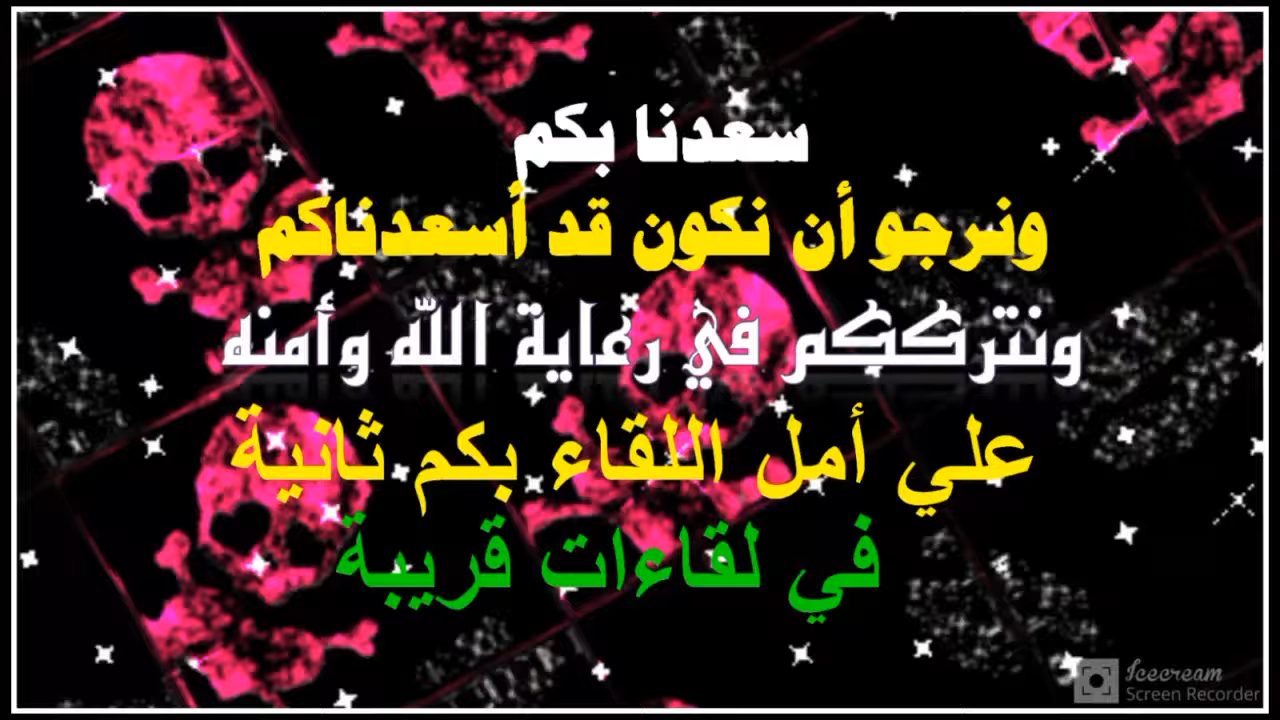 سعدنا بكم
ونرجو أن نكون قد أسعدناكم
ونترككم في رعاية الله وأمنه
علي أمل اللقاء بكم ثانية
في لقاءات قريبة
Icecream
Screen Recorder